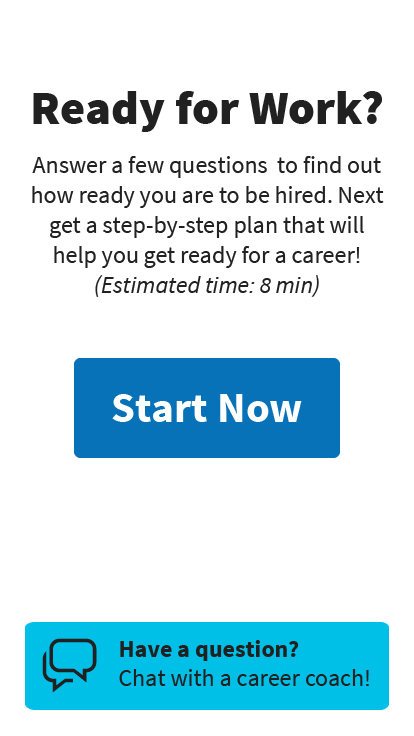 Ready for Work?
Answer a few questions  to find out
how ready you are to be hired. Next
get a step-by-step plan that will
help you get ready for a career!
(Estimated time: 8 min)
Start Now
Have a question?
Chat with a career coach!